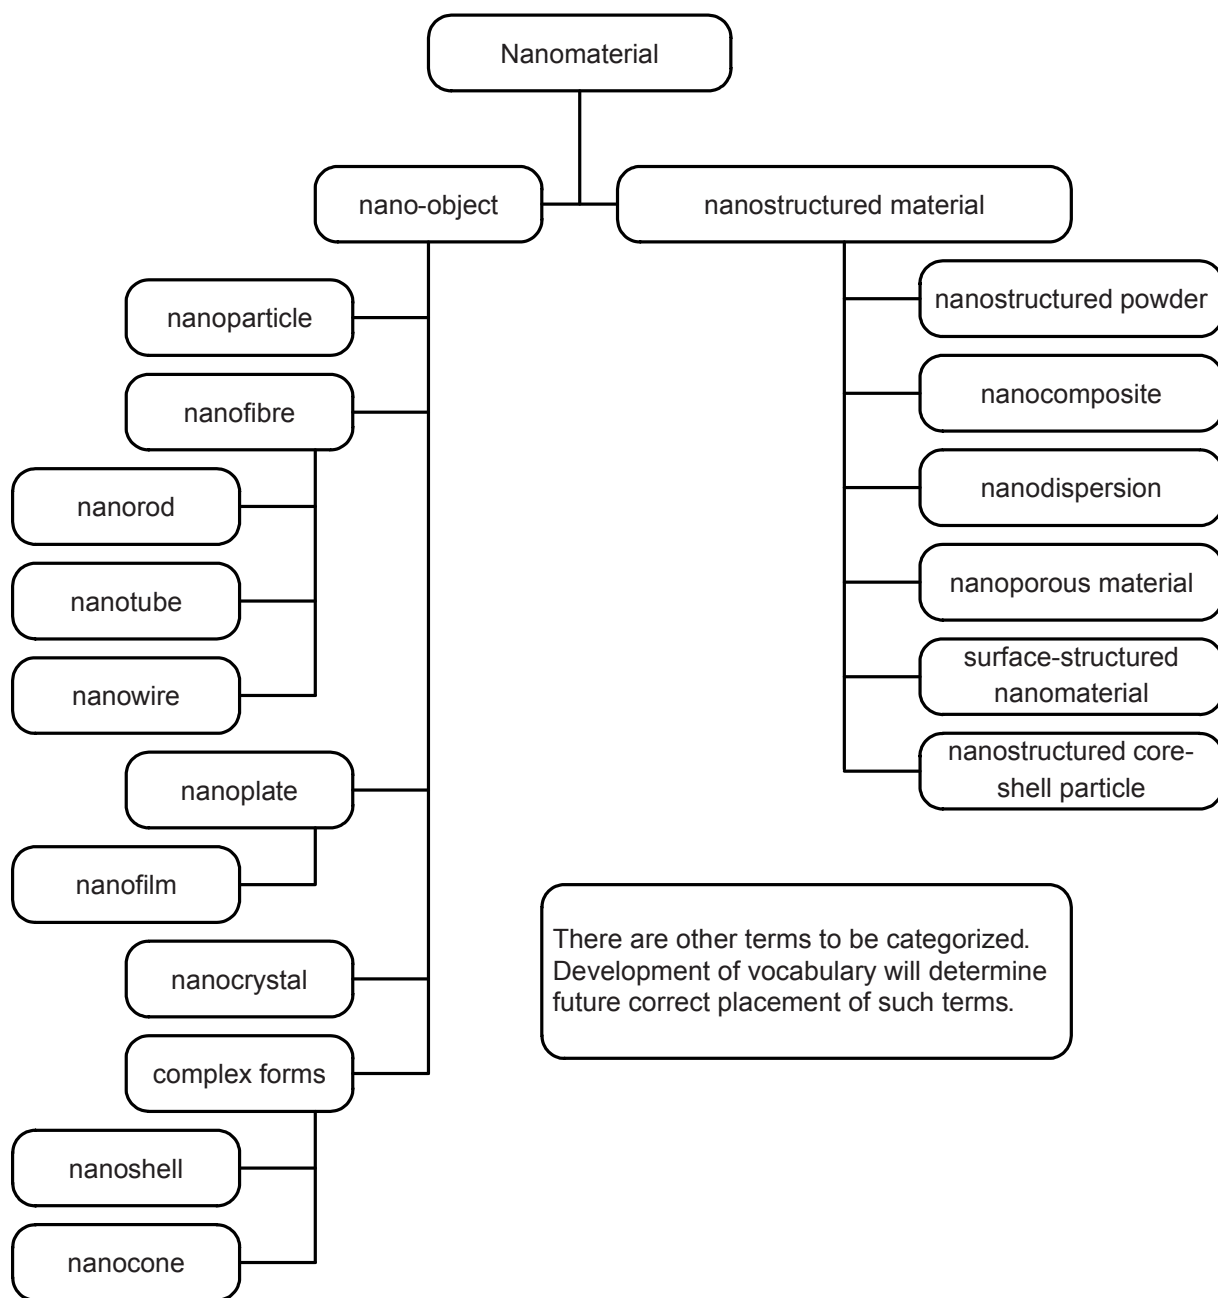 Nanomaterial
nano-object
nanostructured material
nanoparticle
nanofibre
nanorod
nanotube
nanowire
nanoplate
nanofilm
nanocrystal
complex forms
nanoshell
nanocone
nanostructured powder
nanocomposite
nanodispersion
nanoporous material
surface-structured
nanomaterial
nanostructured core-
shell particle
There are other terms to be categorized.
Development of vocabulary will determine
future correct placement of such terms.